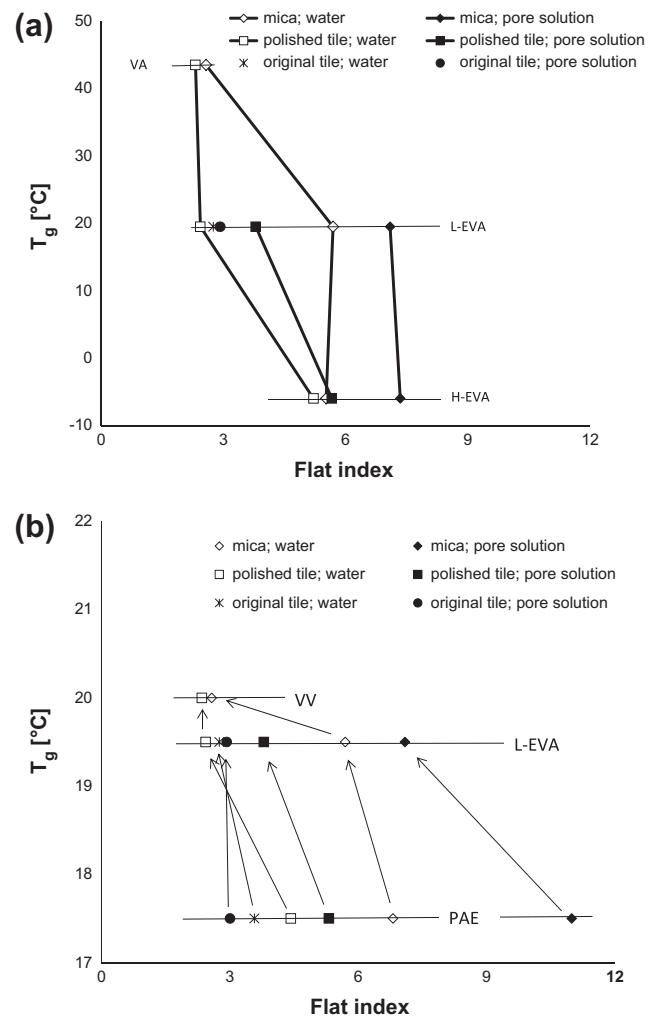 (a)
50
40
30
20
10
0
-10
Tg [°C]
mica; water
mica; pore solution
polished tile; water
polished tile; pore solution
original tile; water
original tile; pore solution
VA
L-EVA
H-EVA
0 3 6 9 12
Flat index
(b)
22
21
20
19
18
17
Tg [°C]
mica; water
mica; pore solution
polished tile; water
polished tile; pore solution
original tile; water
original tile; pore solution
VV
L-EVA
PAE
0 3 6 9 12
Flat index